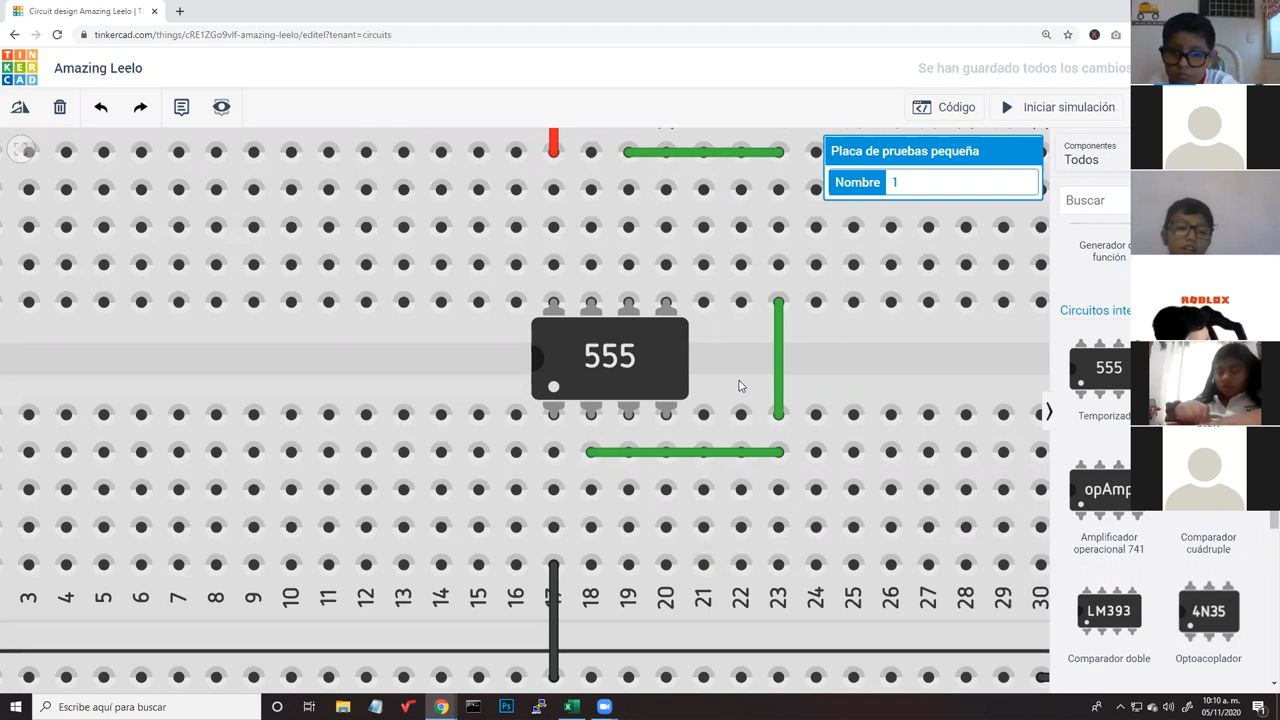 Circuit design Amazing Leelo | Ti
tinkercad.com/things/cRE1ZGo9vlf-amazing-leelo/editel?tenant=circuits
TIN
KER
CAD
Amazing Leelo
Se han guardado todos los cambios
Código
Iniciar simulación
Placa de pruebas pequeña
Nombre
1
Componentes
Todos
Buscar
Generador
función
Circuitos inte
555
555
Temporizad
ROBLOX
opAmp
Amplificador
operacional 741
Comparador
cuádruple
3 4 5 6 7 8 9 10 11 12 13 14 15 16 17 18 19 20 21 22 23 24 25 26 27 28 29 30
LM393
4N35
Comparador doble
Optoacoplador
Escribe aquí para buscar
10:10 a. m.
05/11/2020